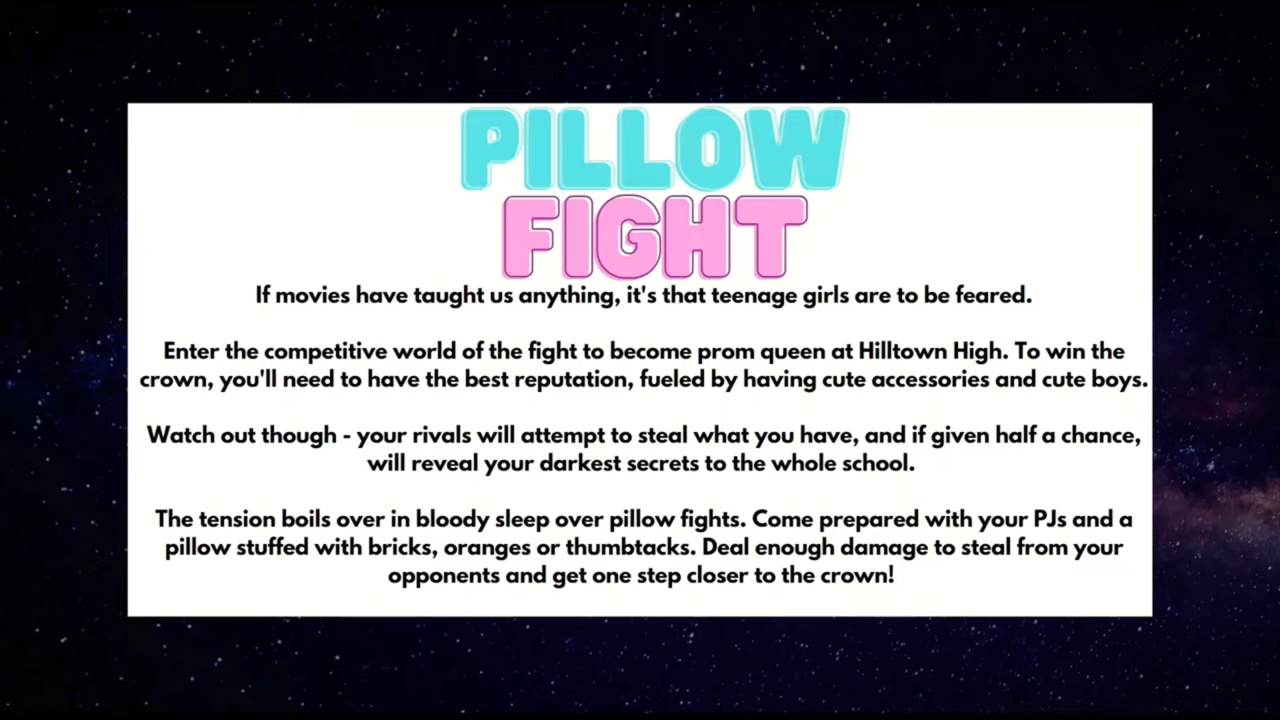 PILLOW
FIGHT
If movies have taught us anything, it's that teenage girls are to be feared.
Enter the competitive world of the fight to become prom queen at Hilltown High. To win the
crown, you'll need to have the best reputation, fueled by having cute accessories and cute boys.
Watch out though - your rivals will attempt to steal what you have, and if given half a chance,
will reveal your darkest secrets to the whole school.
The tension boils over in bloody sleep over pillow fights. Come prepared with your PJs and a
pillow stuffed with bricks, oranges or thumbtacks. Deal enough damage to steal from your
opponents and get one step closer to the crown!